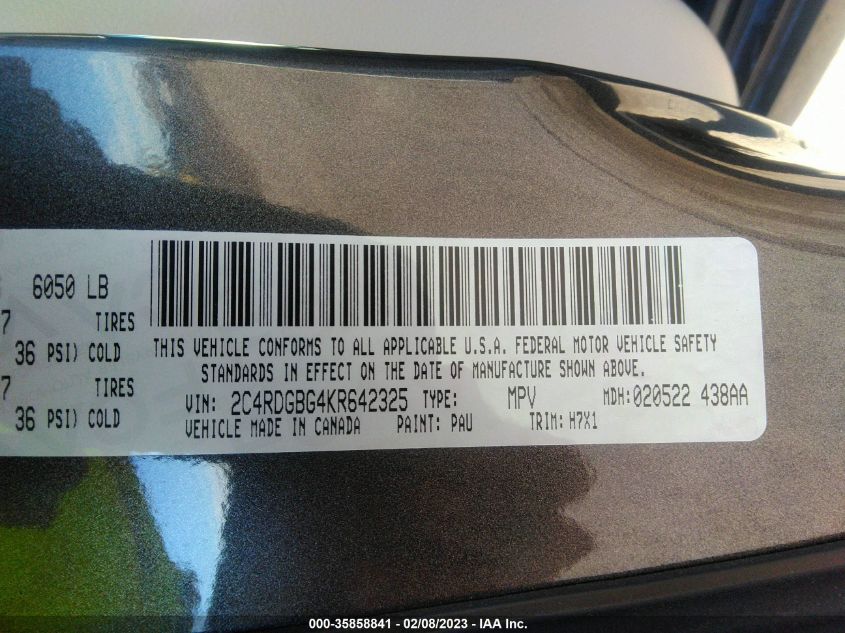 6050 LB
7 TIRES
36 PSI) COLD
7 TIRES
36 PSI) COLD
THIS VEHICLE CONFORMS TO ALL APPLICABLE U.S.A. FEDERAL MOTOR VEHICLE SAFETY
STANDARDS IN EFFECT ON THE DATE OF MANUFACTURE SHOWN ABOVE.
VIN: 2C4RDGBG4KR642325 TYPE: MPV MDH:020522 438AA
VEHICLE MADE IN CANADA PAINT: PAU TRIM: H7X1
000-35858841 - 02/08/2023 - IAA Inc.